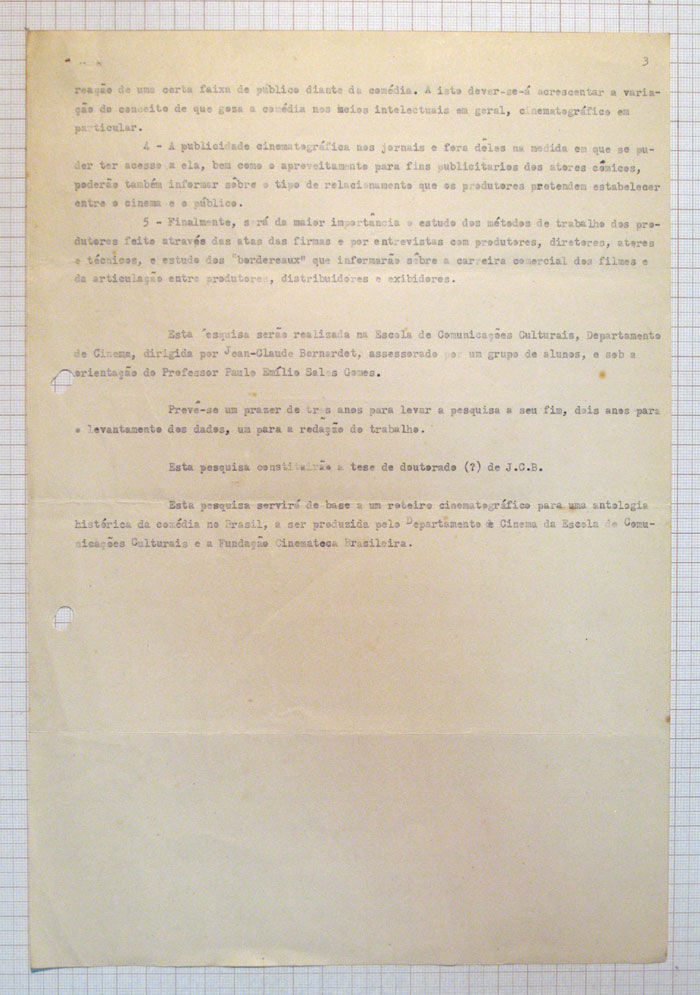 3
reação de uma certa faixa de público diante da comédia. A isto dever-se-á acrescentar a varia-
ção do conceito de que goza a comédia nos meios intelectuais em geral, cinematográfico em
particular.
4 - A publicidade cinematográfica nos jornais e fora dêles na medida em que se pu-
der ter acesso a ela, bem como o aproveitamento para fins publicitarios dos atores cômicos,
poderão também informar sôbre o tipo de relacionamento que os produtores pretendem estabelecer
entre o cinema e o público.
5 - Finalmente, será da maior importância o estudo dos métodos de trabalho dos pro-
dutores feito através das atas das firmas e por entrevistas com produtores, diretores, atores
e técnicos, e estudo dos "bordereaux" que informarão sôbre a carreira comercial dos filmes e
da articulação entre produtores, distribuidores e exibidores.
Esta pesquisa serão realizada na Escola de Comunicações Culturais, Departamento
de Cinema, dirigida por Jean-Claude Bernardet, assessorado por um grupo de alunos, e sob a
orientação do Professor Paulo Emílio Sales Gomes.
Prevê-se um prazer de tres anos para levar a pesquisa a seu fim, dois anos para
o levantamento dos dados, um para a redação do trabalho.
Esta pesquisa constituirão a tese de doutorado (?) de J.C.B.
Esta pesquisa servirá de base a um roteiro cinematográfico para uma antologia
histórica da comédia no Brasil, a ser produzida pelo Departamento de Cinema da Escola de Comu-
nicações Culturais e a Fundação Cinemateca Brasileira.